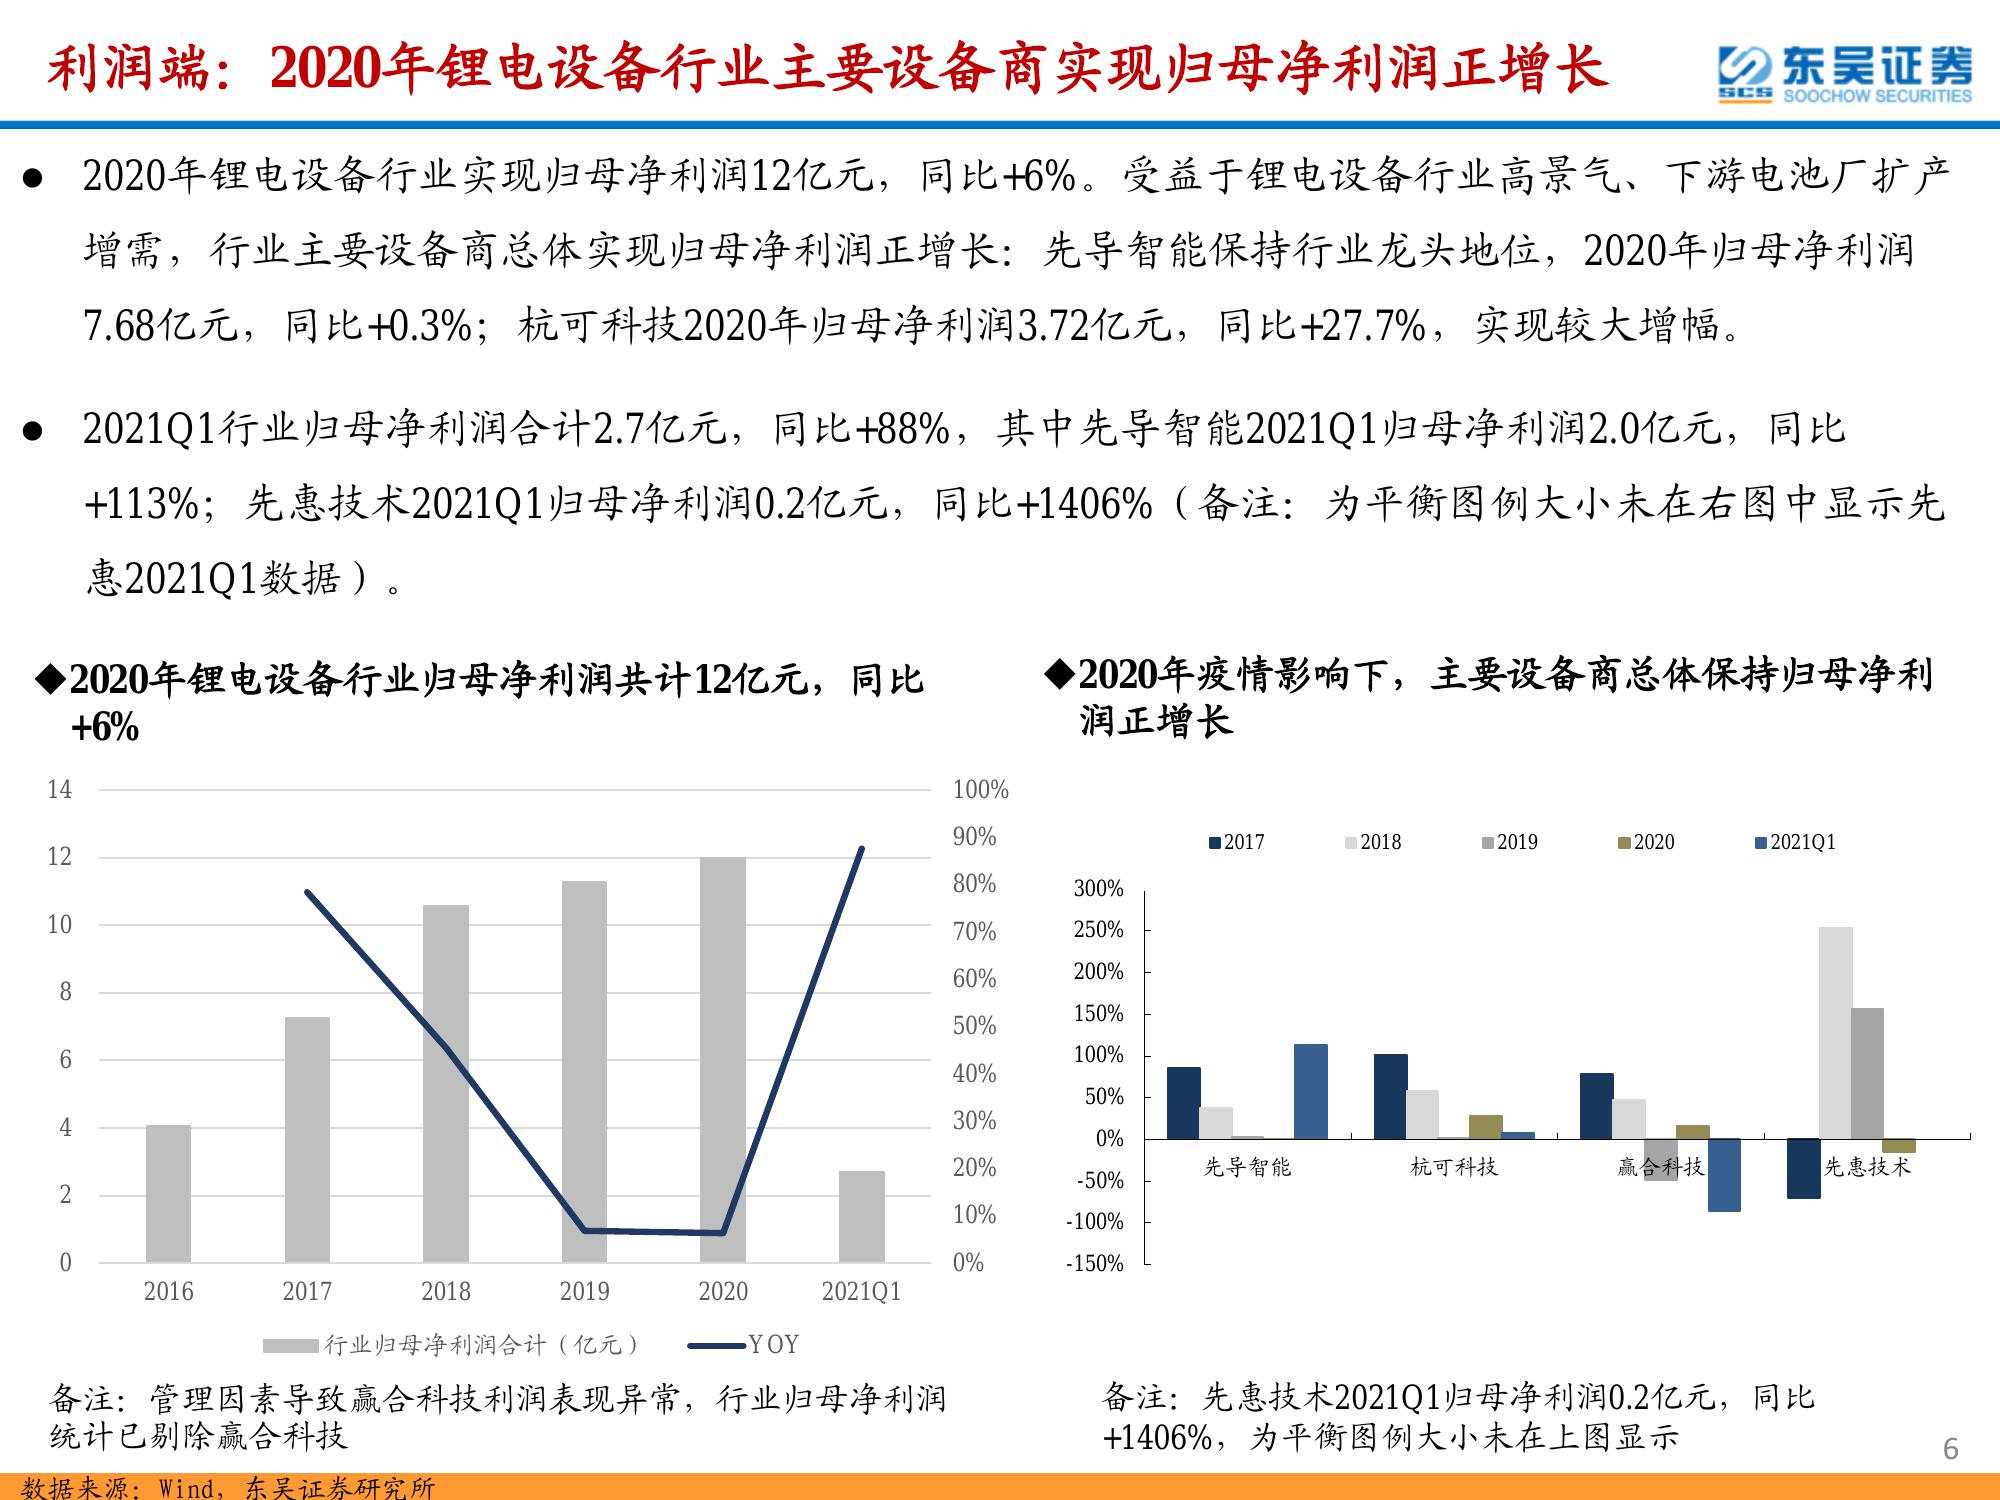 利润端：2020年锂电设备行业主要设备商实现归母净利润正增长
东吴证券
SCS
SOOCHOW SECURITIES
● 2020年锂电设备行业实现归母净利润12亿元，同比+6%。受益于锂电设备行业高景气、下游电池厂扩产
增需，行业主要设备商总体实现归母净利润正增长：先导智能保持行业龙头地位，2020年归母净利润
7.68亿元，同比+0.3%；杭可科技2020年归母净利润3.72亿元，同比+27.7%，实现较大增幅。
● 2021Q1行业归母净利润合计2.7亿元，同比+88%，其中先导智能2021Q1归母净利润2.0亿元，同比
+113%；先惠技术2021Q1归母净利润0.2亿元，同比+1406%（备注：为平衡图例大小未在右图中显示先
惠2021Q1数据）。
◆2020年锂电设备行业归母净利润共计12亿元，同比
+6%
14
12
10
8
6
4
2
0
100%
90%
80%
70%
60%
50%
40%
30%
20%
10%
0%
2016 2017 2018 2019 2020 2021Q1
行业归母净利润合计（亿元） YOY
备注：管理因素导致赢合科技利润表现异常，行业归母净利润
统计已剔除赢合科技
◆2020年疫情影响下，主要设备商总体保持归母净利
润正增长
2017 2018 2019 2020 2021Q1
300%
250%
200%
150%
100%
50%
0%
-50%
-100%
-150%
先导智能 杭可科技 赢合科技 先惠技术
备注：先惠技术2021Q1归母净利润0.2亿元，同比
+1406%，为平衡图例大小未在上图显示
6
数据来源：Wind，东吴证券研究所